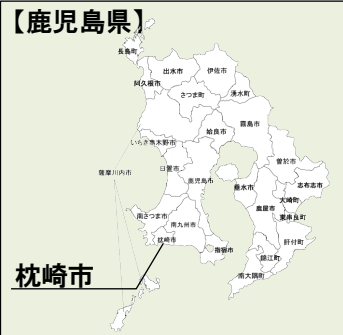 【鹿児島県】
長島町
出水市
伊佐市
阿久根市
さつま町
湧水町
霧島市
姶良市
いちき串木野市
曽於市
日置市
薩摩川内市
鹿児島市
垂水市
志布志市
大崎町
鹿屋市
東串良町
南さつま市
南九州市
肝付町
枕崎市
指宿市
錦江町
南大隅町
枕崎市